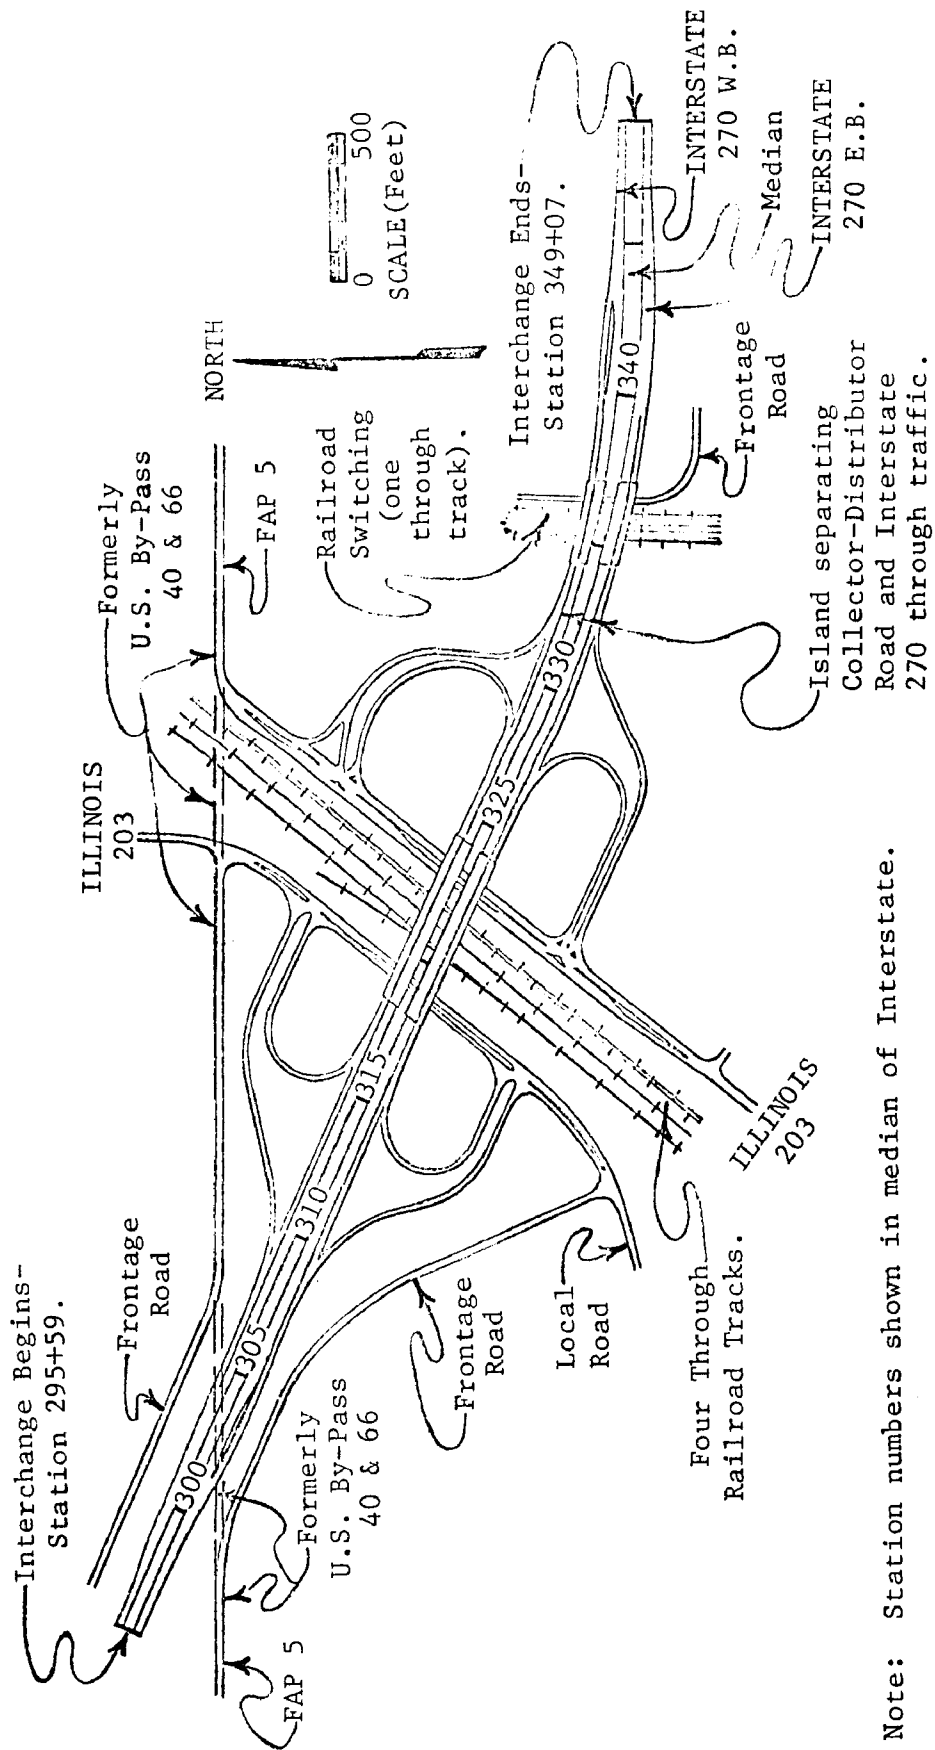 Interchange Begins-
Station 295+59.
Frontage
Road
ILLINOIS
203
Formerly
U.S. By-Pass
40 & 66
NORTH
0 500
SCALE(Feet)
FAP 5
Railroad
Switching
(one
through
track).
Interchange Ends-
Station 349+07.
INTERSTATE
270 W.B.
Median
INTERSTATE
270 E.B.
Frontage
Road
Island separating
Collector-Distributor
Road and Interstate
270 through traffic.
300
305
310
315
325
330
340
FAP 5
Formerly
U.S. By-Pass
40 & 66
Frontage
Road
Local
Road
Four Through
Railroad Tracks.
ILLINOIS
203
Note: Station numbers shown in median of Interstate.